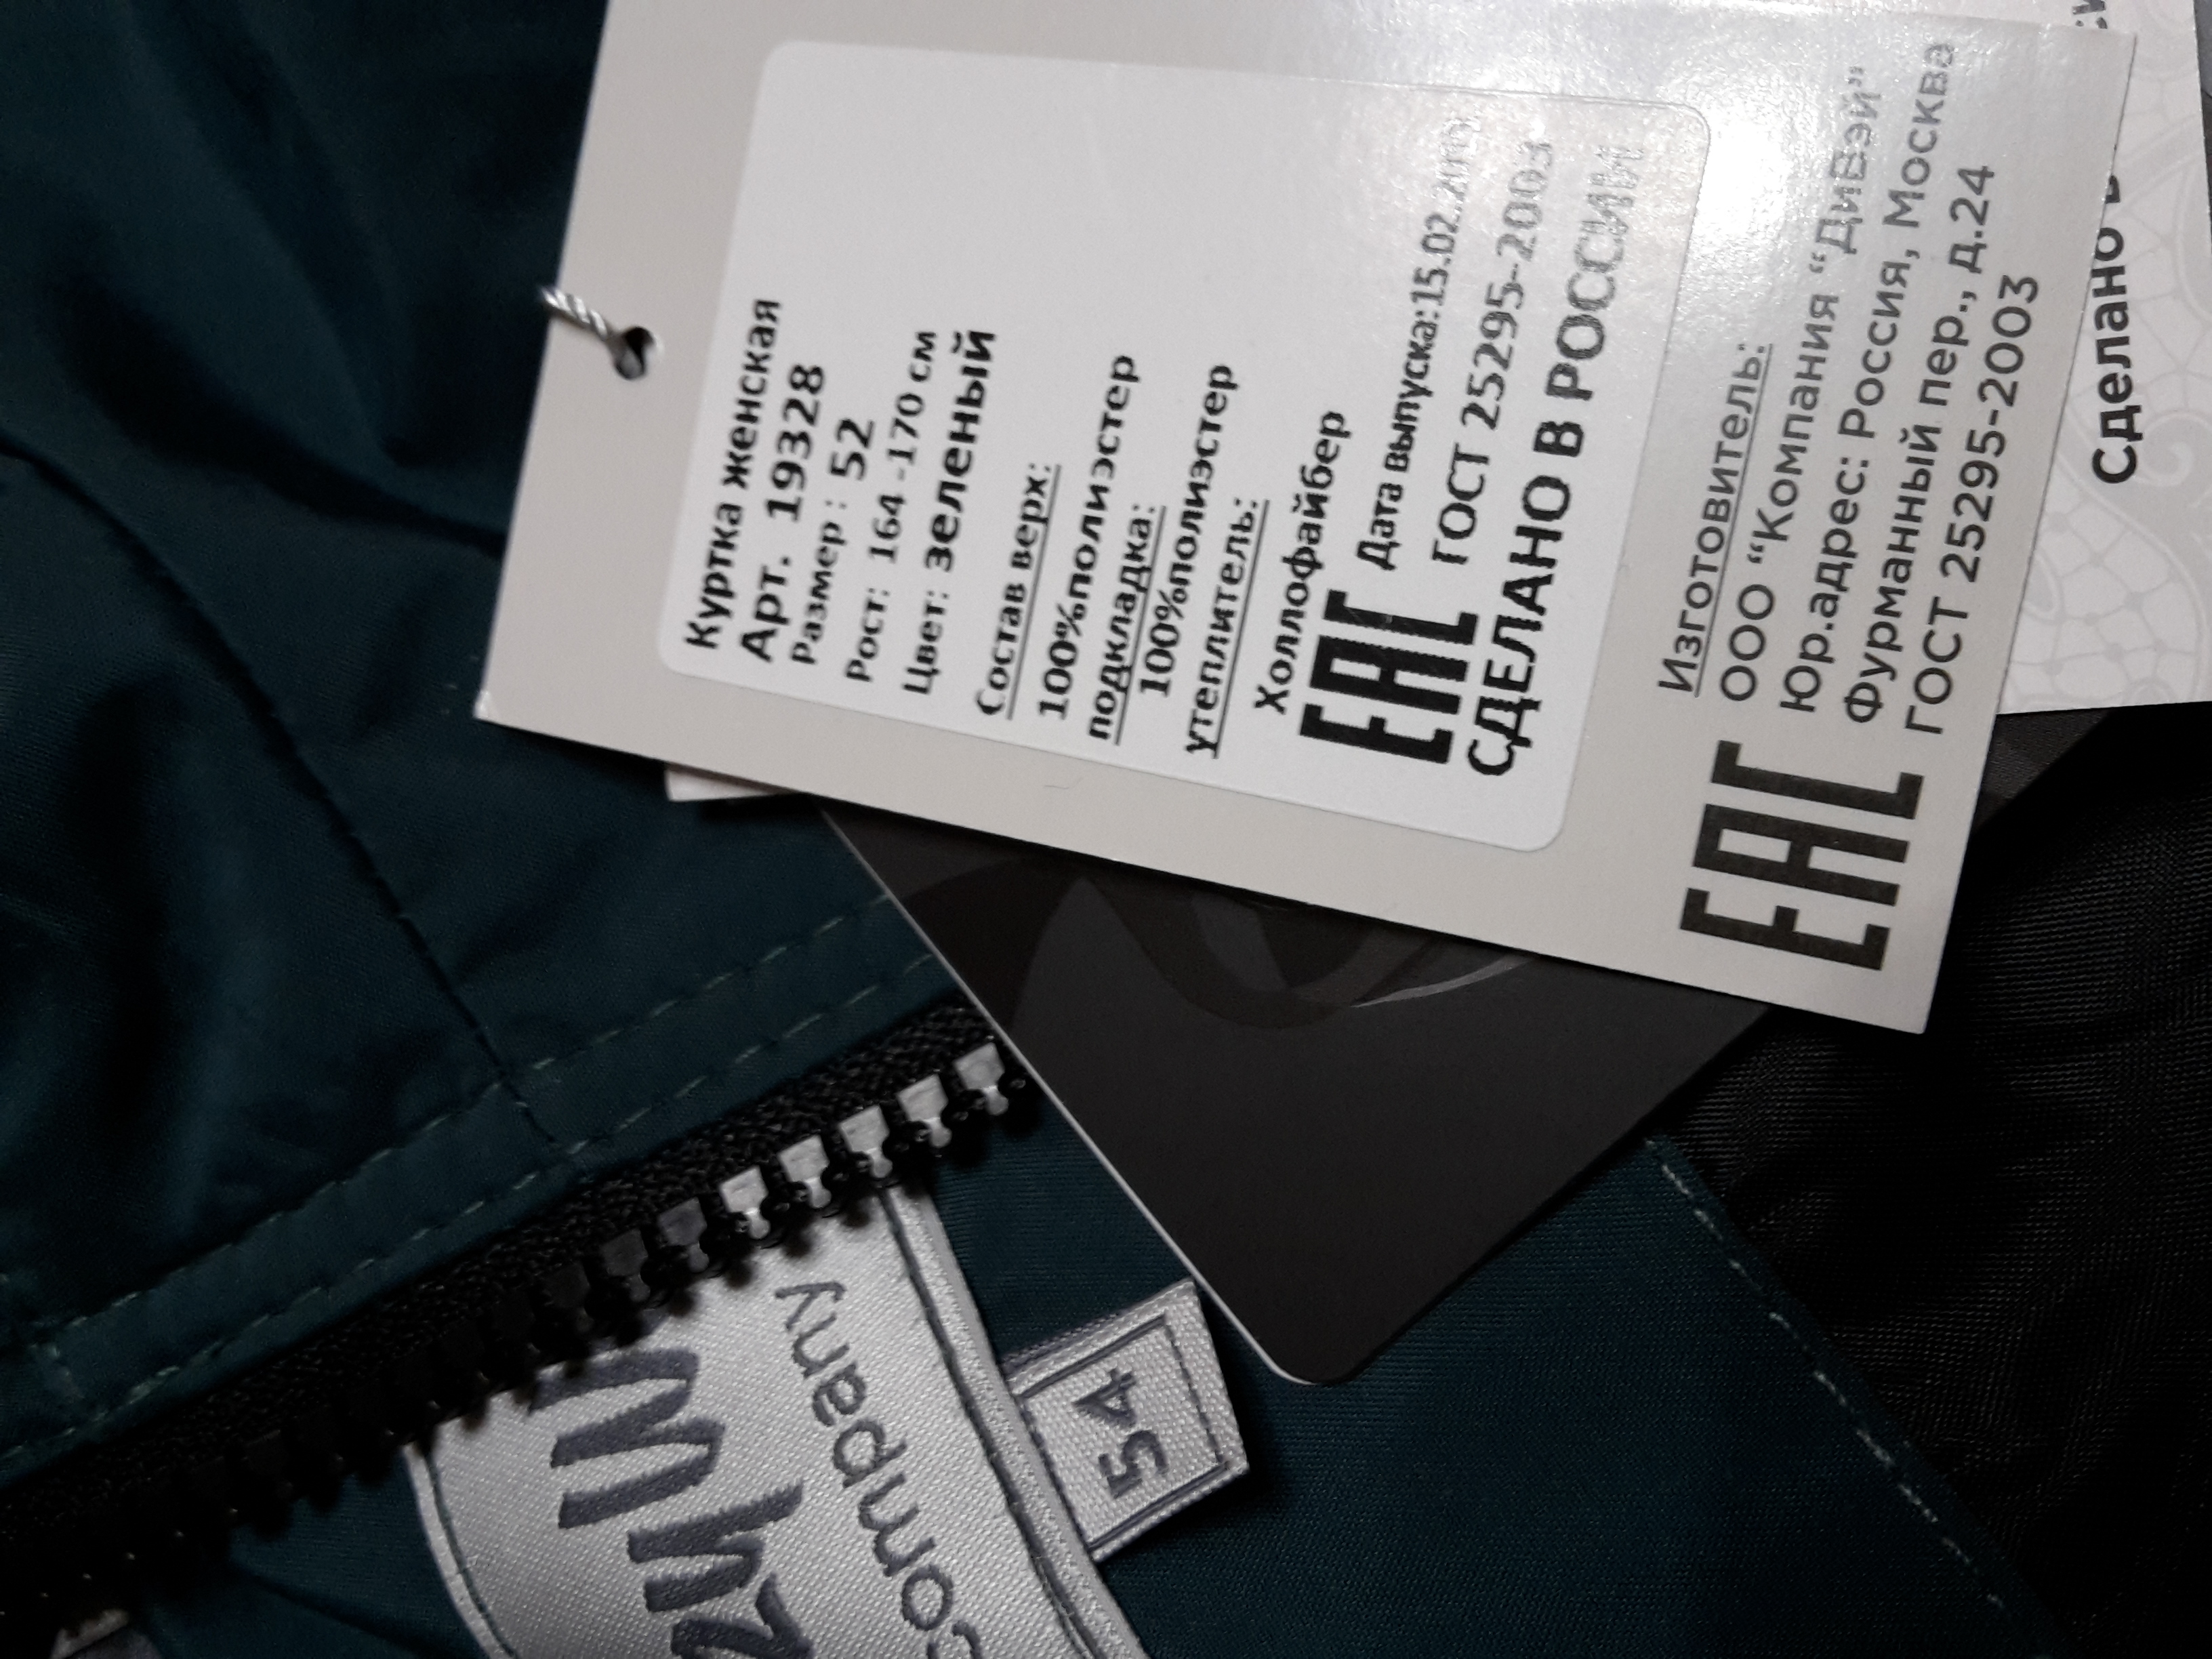 Куртка женская
Арт. 19328
Размер : 52
Рост: 164 -170 см
Цвет: зеленый
Состав верх:
100%полиэстер
подкладка:
100%полиэстер
утеплитель:
Холлофайбер
ЕАС Дата выпуска:15.02.
ГОСТ 25295-2003
СДЕЛАНО В РОССИИ
Изготовитель:
ООО “Компания “ДиВэй”
Юр.адрес: Россия, Москва
Фурманный пер., д.24
ЕАС ГОСТ 25295-2003
Сделано в
company
54